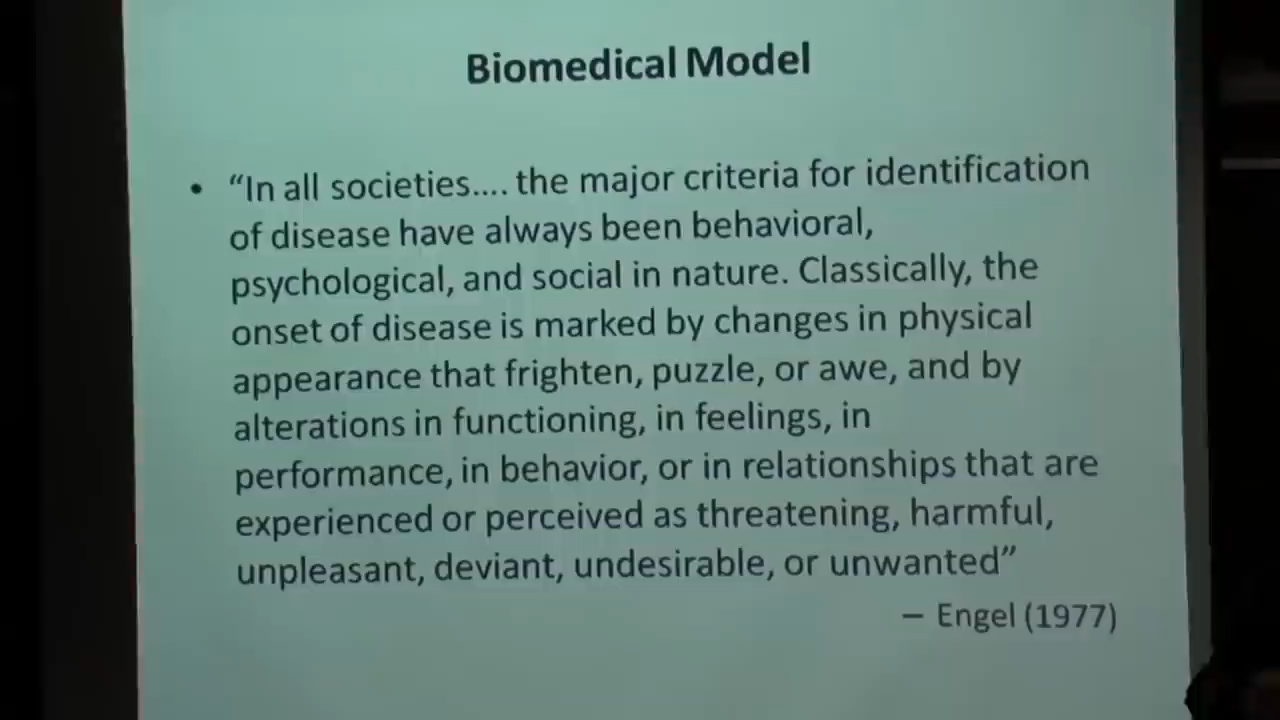 Biomedical Model
• “In all societies.... the major criteria for identification
of disease have always been behavioral,
psychological, and social in nature. Classically, the
onset of disease is marked by changes in physical
appearance that frighten, puzzle, or awe, and by
alterations in functioning, in feelings, in
performance, in behavior, or in relationships that are
experienced or perceived as threatening, harmful,
unpleasant, deviant, undesirable, or unwanted”
– Engel (1977)